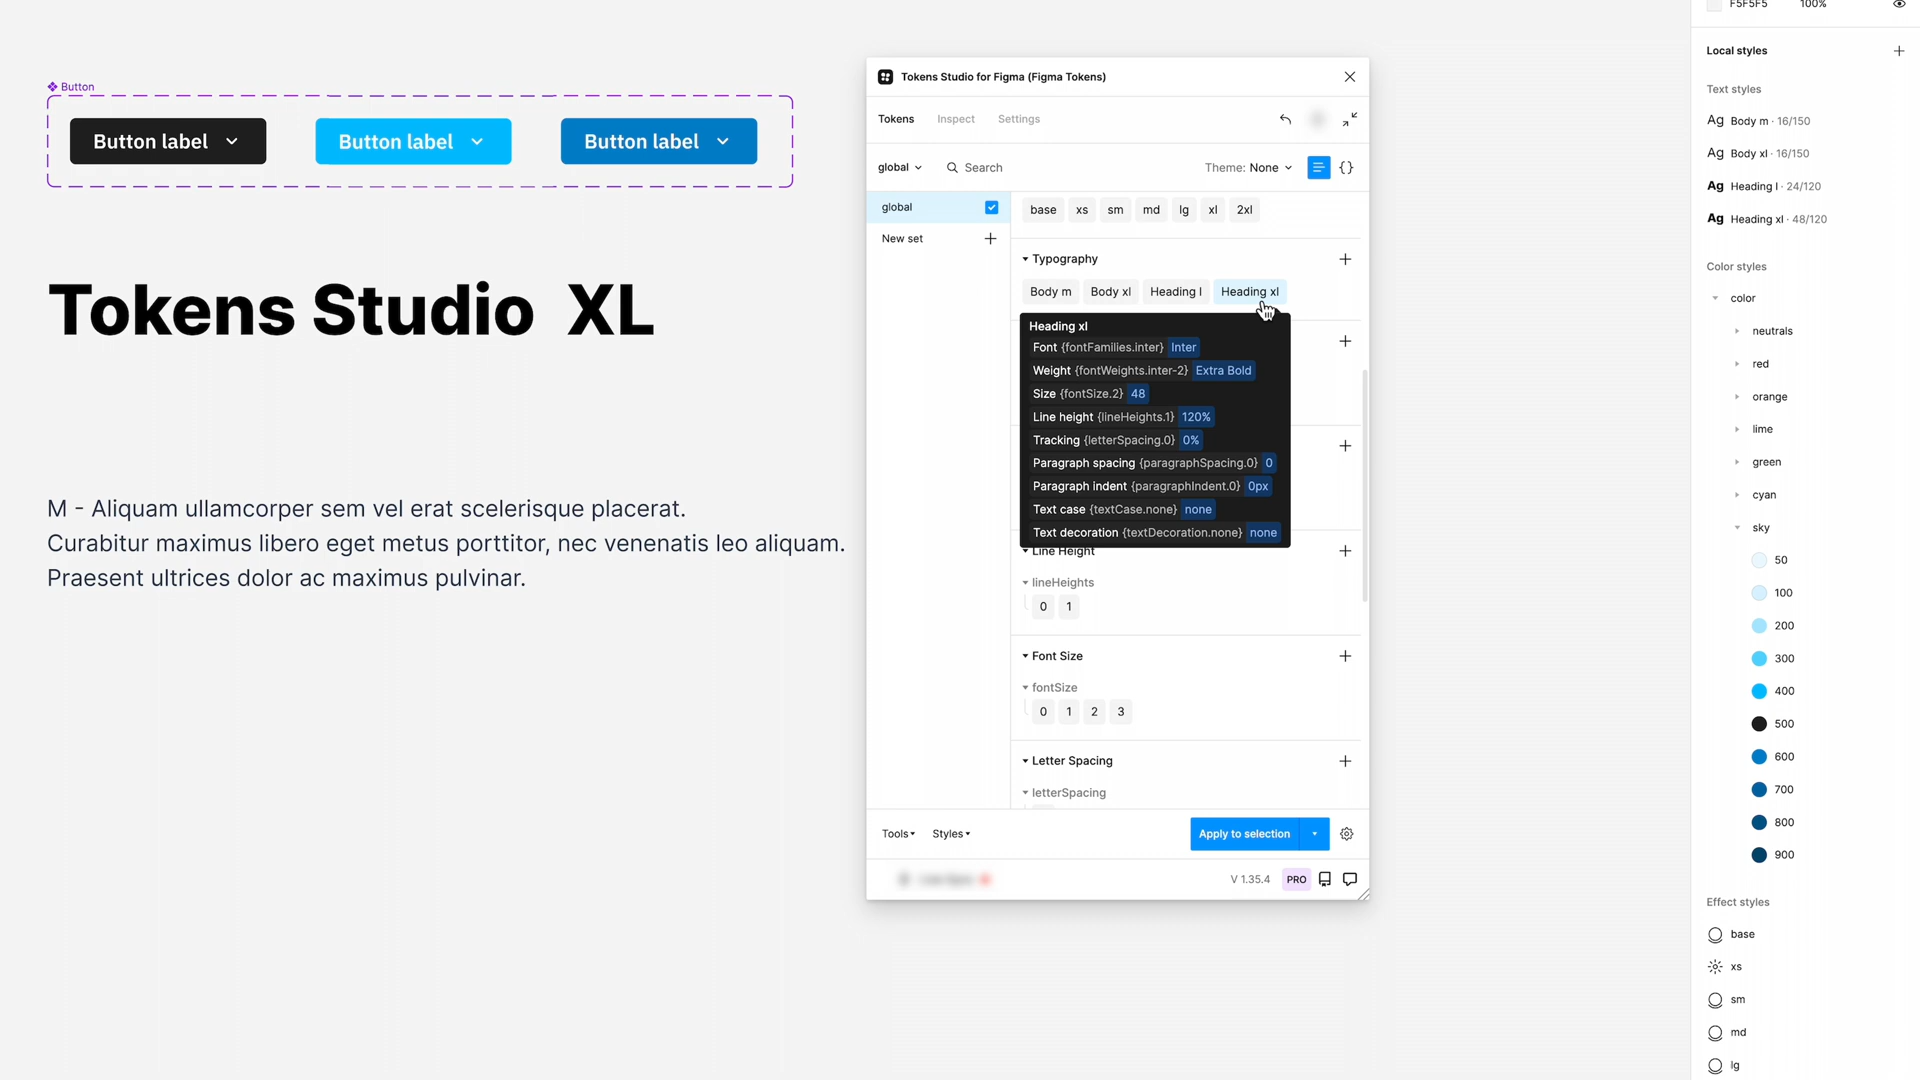 Button
Button label
Button label
Button label
Tokens Studio  XL
M - Aliquam ullamcorper sem vel erat scelerisque placerat.
Curabitur maximus libero eget metus porttitor, nec venenatis leo aliquam.
Praesent ultrices dolor ac maximus pulvinar.
Tokens Studio for Figma (Figma Tokens)
Tokens Inspect Settings
global Search Theme: None
global
New set
base xs sm md lg xl 2xl
Typography
Body m Body xl Heading l Heading xl
Heading xl
Font {fontFamilies.inter} Inter
Weight {fontWeights.inter-2} Extra Bold
Size {fontSize.2} 48
Line height {lineHeights.1} 120%
Tracking {letterSpacing.0} 0%
Paragraph spacing {paragraphSpacing.0} 0
Paragraph indent {paragraphIndent.0} 0px
Text case {textCase.none} none
Text decoration {textDecoration.none} none
Line Height
lineHeights
0 1
Font Size
fontSize
0 1 2 3
Letter Spacing
letterSpacing
Tools Styles Apply to selection
V 1.35.4 PRO
F5F5F5 100%
Local styles
Text styles
Ag Body m · 16/150
Ag Body xl · 16/150
Ag Heading l · 24/120
Ag Heading xl · 48/120
Color styles
color
neutrals
red
orange
lime
green
cyan
sky
50
100
200
300
400
500
600
700
800
900
Effect styles
base
xs
sm
md
lg